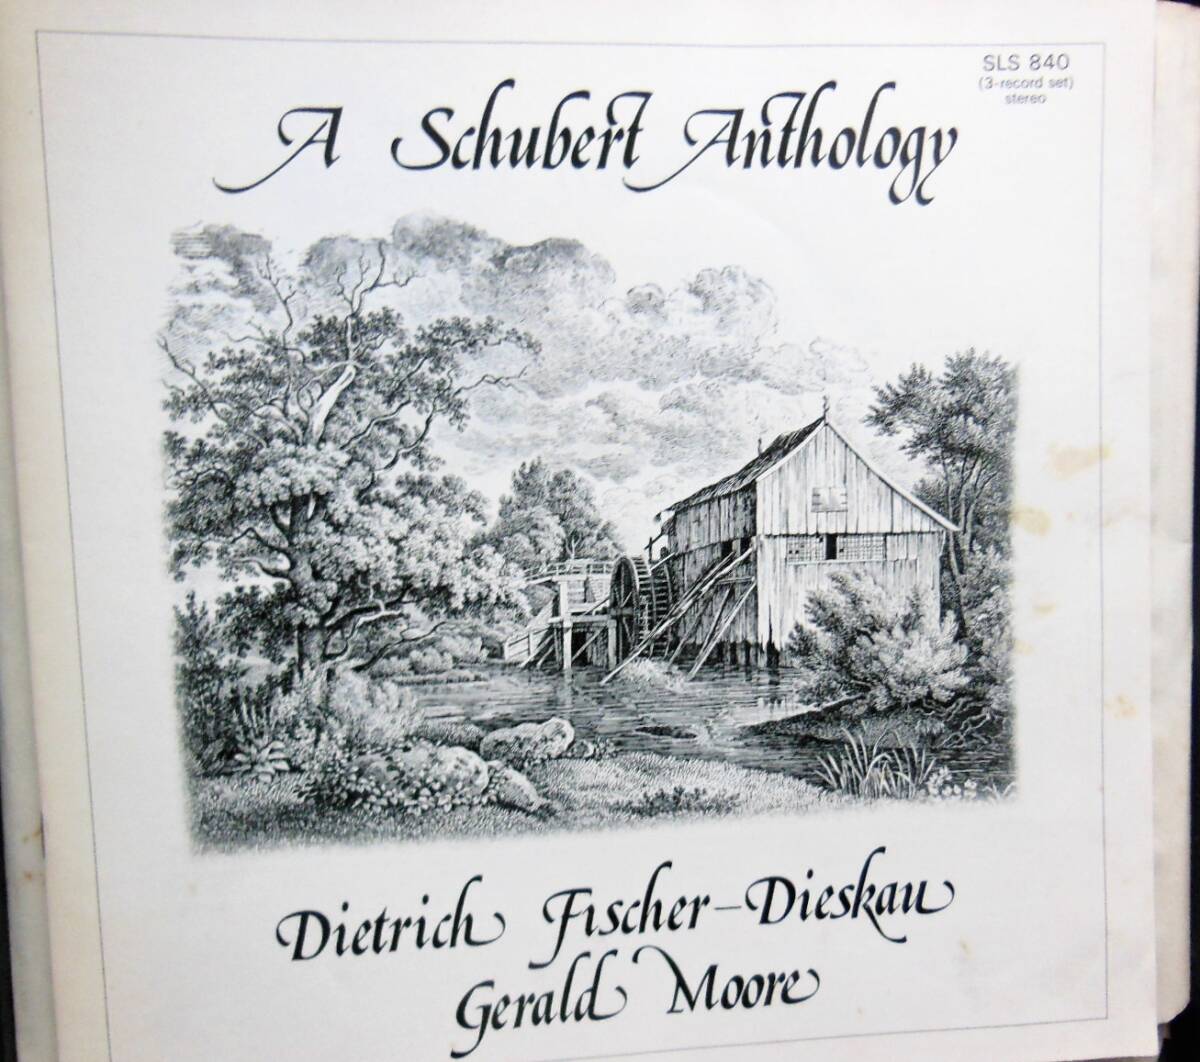 SLS 840
(3-record set)
stereo
A Schubert Anthology
Dietrich Fischer-Dieskau
Gerald Moore